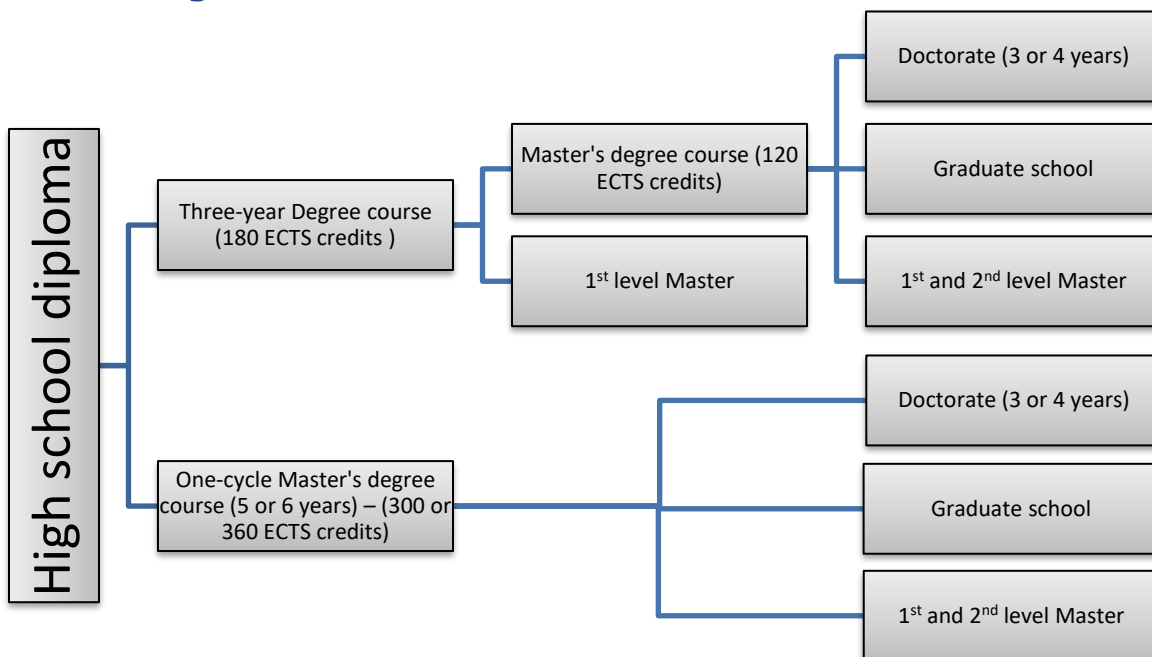 High school diploma
Three-year Degree course
(180 ECTS credits )
Master's degree course (120
ECTS credits)
1st level Master
Doctorate (3 or 4 years)
Graduate school
1st and 2nd level Master
One-cycle Master's degree
course (5 or 6 years) – (300 or
360 ECTS credits)
Doctorate (3 or 4 years)
Graduate school
1st and 2nd level Master